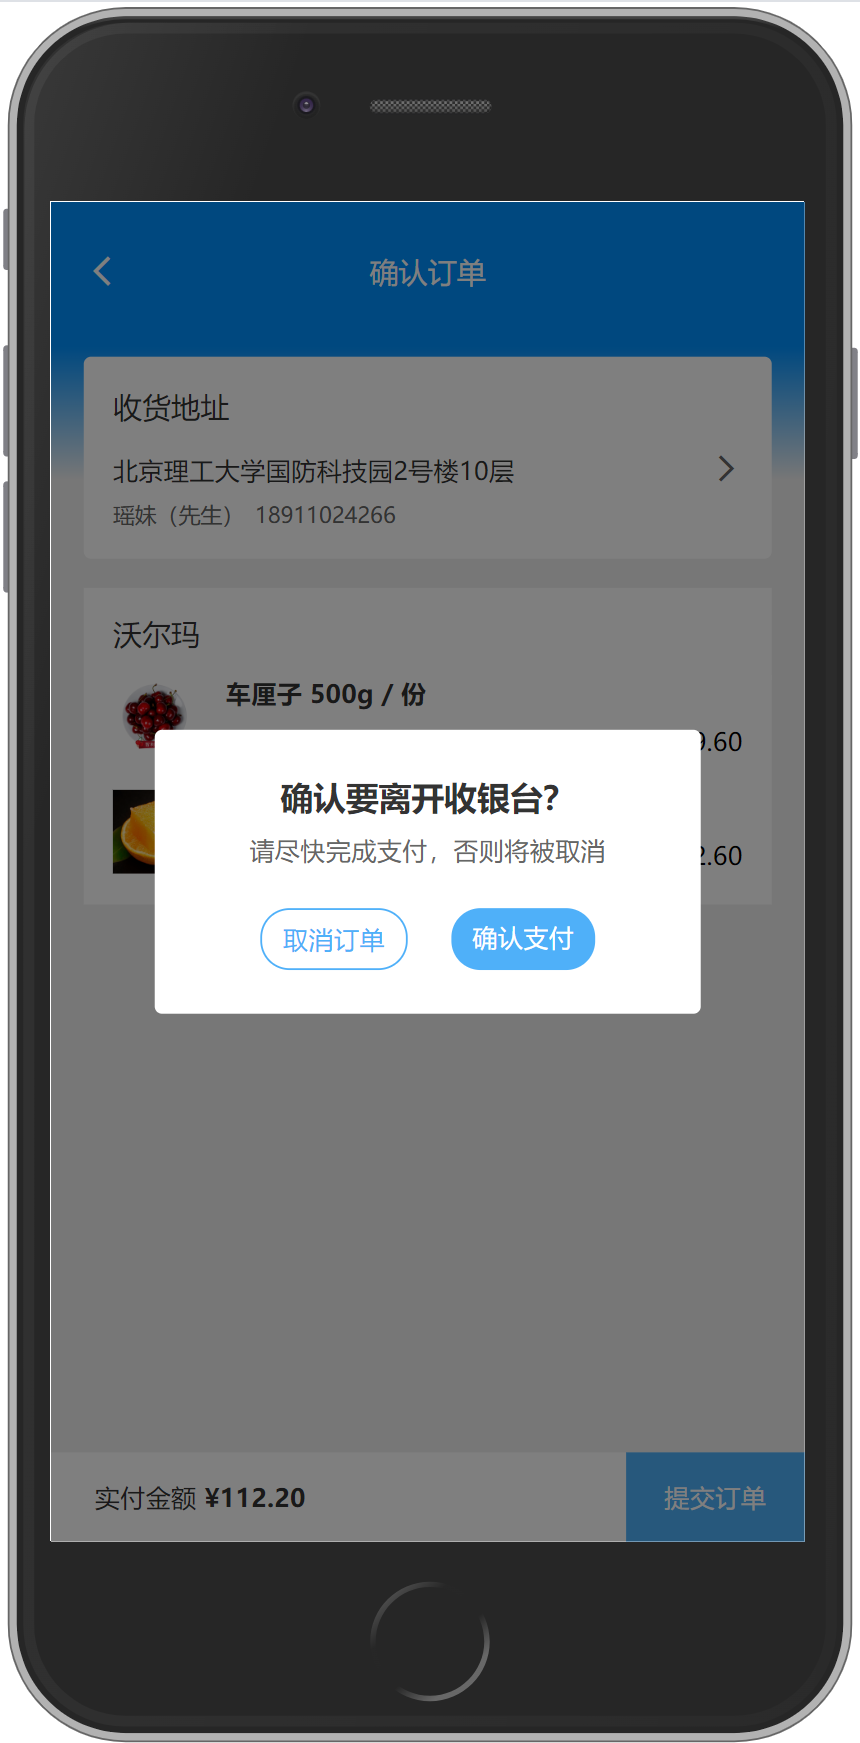 确认订单
收货地址
北京理工大学国防科技园2号楼10层
瑶妹（先生） 18911024266
沃尔玛
车厘子 500g / 份
9.60
2.60
确认要离开收银台？
请尽快完成支付，否则将被取消
取消订单 确认支付
实付金额 ¥112.20
提交订单